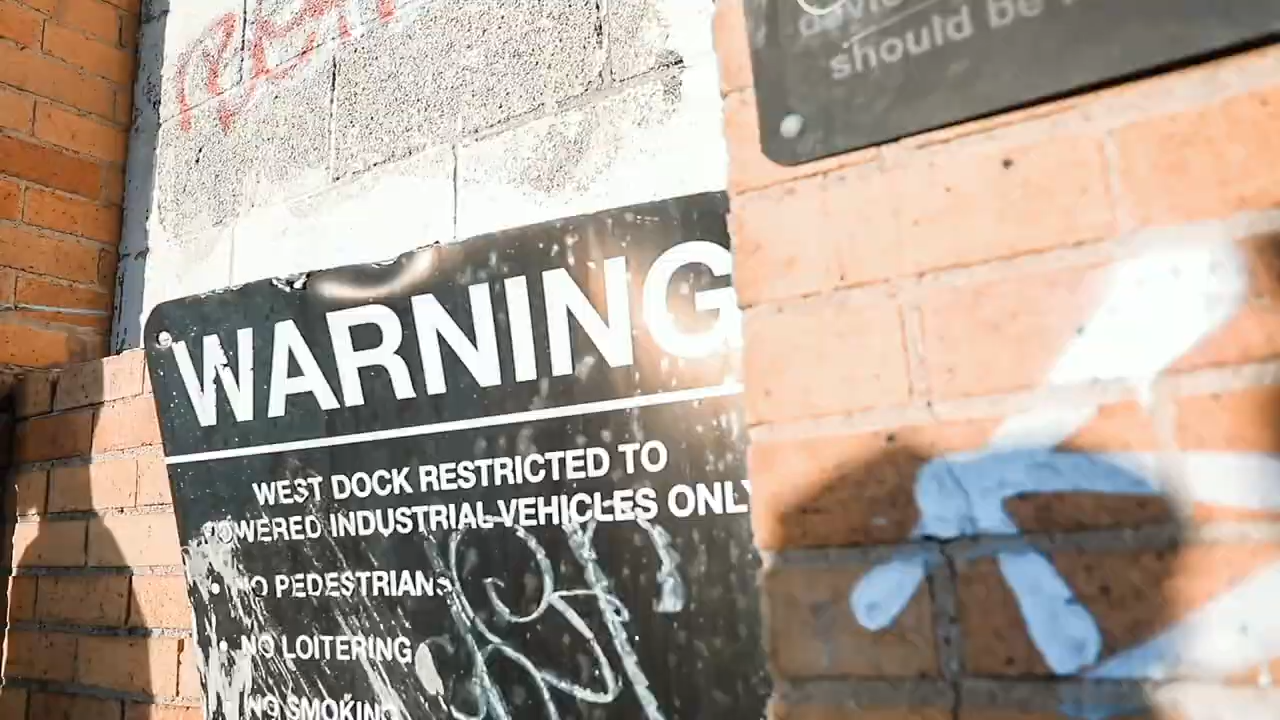 should be
WARNING
WEST DOCK RESTRICTED TO
POWERED INDUSTRIAL VEHICLES ONLY
• NO PEDESTRIANS
• NO LOITERING
NO SMOKING